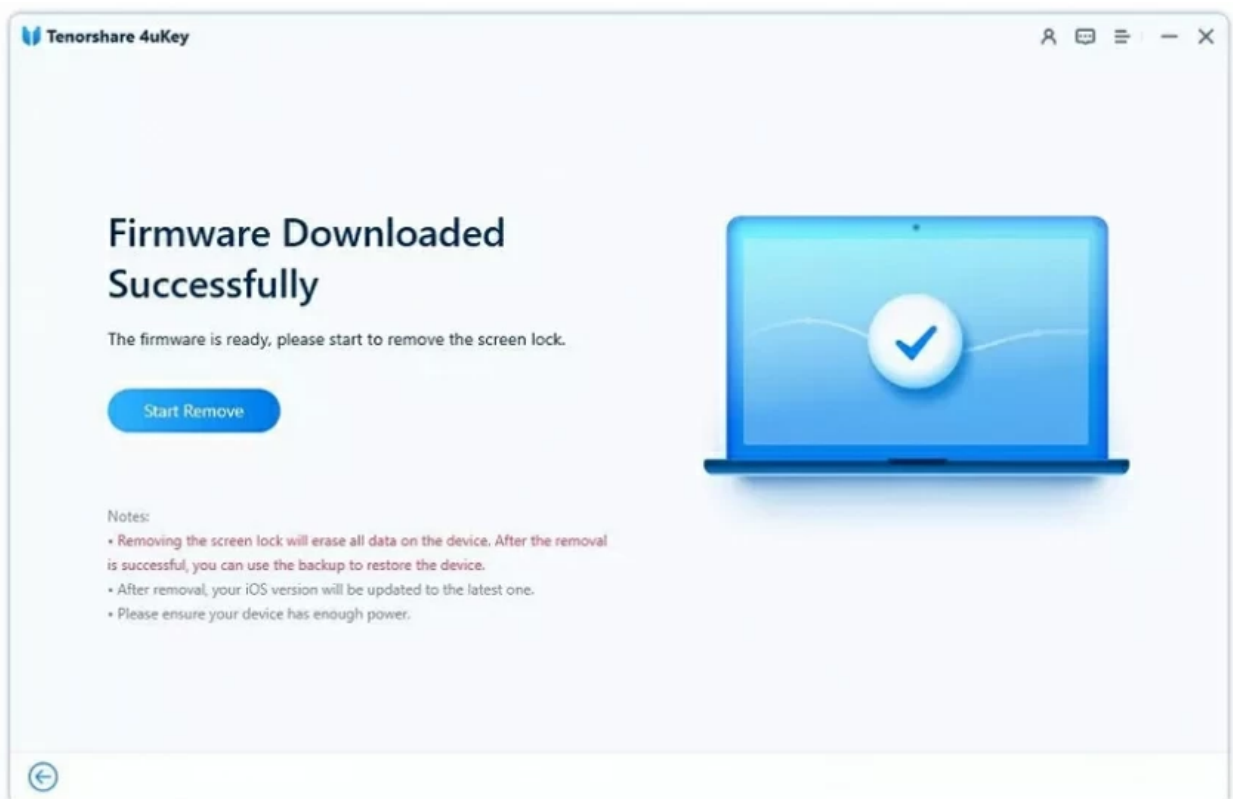 Tenorshare 4uKey
Firmware Downloaded
Successfully
The firmware is ready, please start to remove the screen lock.
Start Remove
Notes:
• Removing the screen lock will erase all data on the device. After the removal
is successful, you can use the backup to restore the device.
• After removal, your iOS version will be updated to the latest one.
• Please ensure your device has enough power.